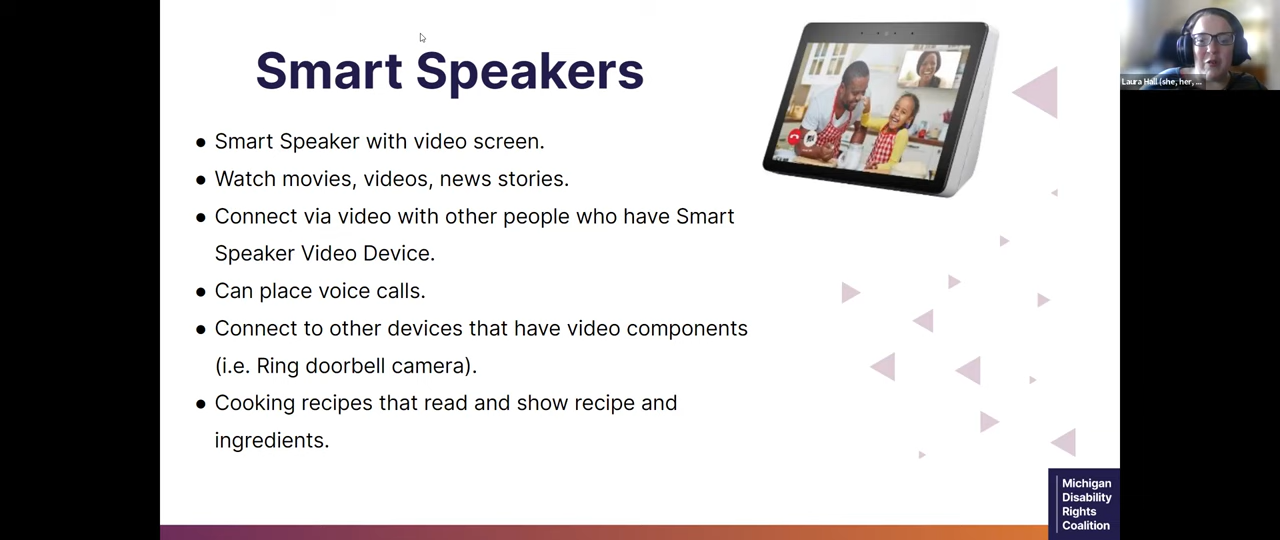 Smart Speakers
● Smart Speaker with video screen.
● Watch movies, videos, news stories.
● Connect via video with other people who have Smart
Speaker Video Device.
● Can place voice calls.
● Connect to other devices that have video components
(i.e. Ring doorbell camera).
● Cooking recipes that read and show recipe and
ingredients.
Laura Hall (she, her, ...
Michigan
Disability
Rights
Coalition